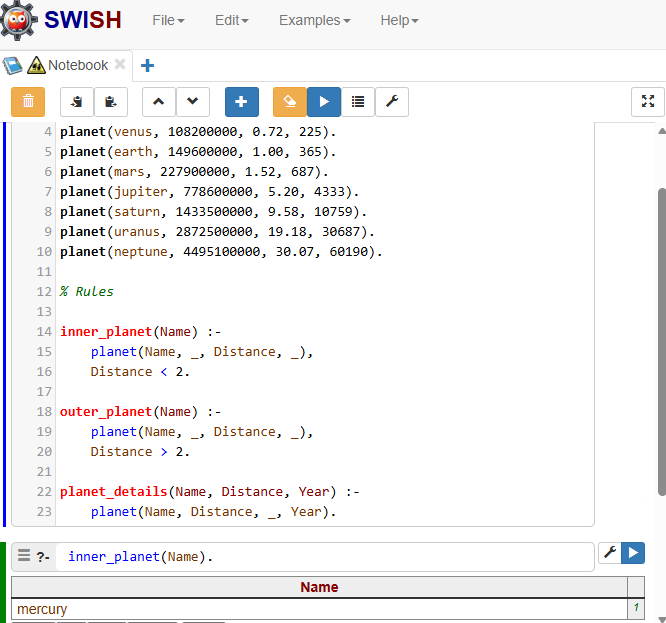 SWISH File Edit Examples Help
Notebook
4 planet(venus, 108200000, 0.72, 225).
5 planet(earth, 149600000, 1.00, 365).
6 planet(mars, 227900000, 1.52, 687).
7 planet(jupiter, 778600000, 5.20, 4333).
8 planet(saturn, 1433500000, 9.58, 10759).
9 planet(uranus, 2872500000, 19.18, 30687).
10 planet(neptune, 4495100000, 30.07, 60190).
11
12 % Rules
13
14 inner_planet(Name) :-
15     planet(Name, _, Distance, _),
16     Distance < 2.
17
18 outer_planet(Name) :-
19     planet(Name, _, Distance, _),
20     Distance > 2.
21
22 planet_details(Name, Distance, Year) :-
23     planet(Name, Distance, _, Year).
?- inner_planet(Name).
Name
mercury 1